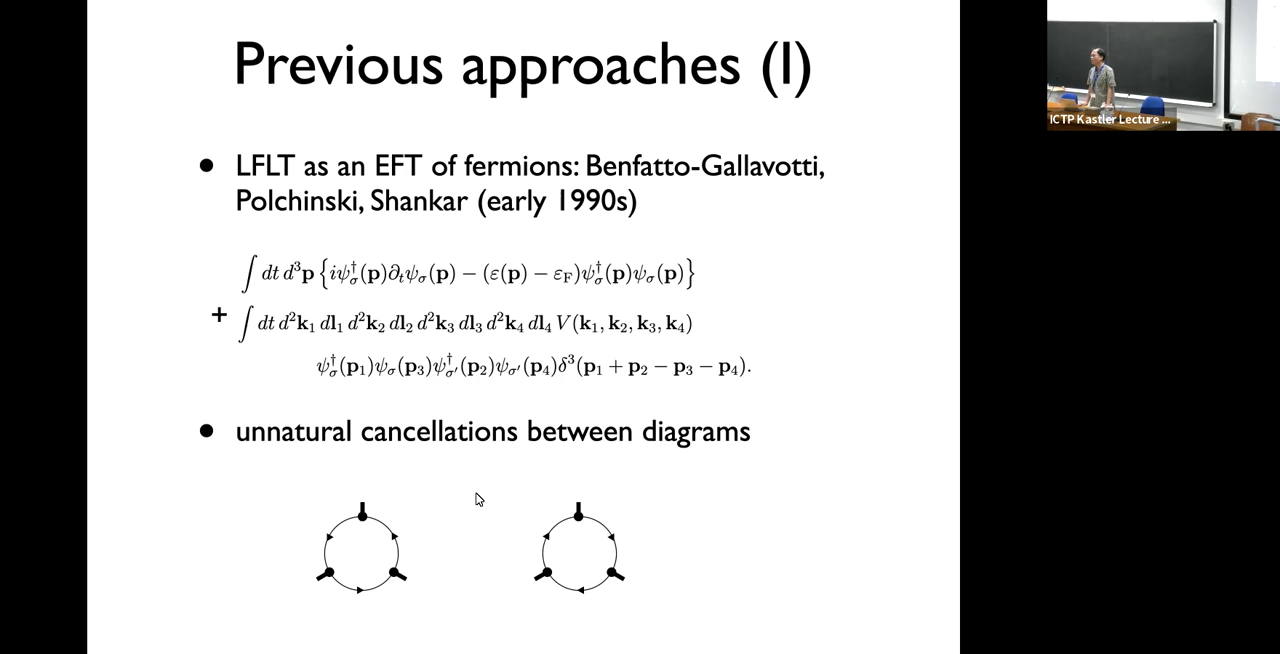 Previous approaches (I)
• LFLT as an EFT of fermions: Benfatto-Gallavotti,
Polchinski, Shankar (early 1990s)
∫ dt d³p {iψ†σ(p)∂tψσ(p) − (ε(p) − εF)ψ†σ(p)ψσ(p)}
+ ∫ dt d²k₁ dl₁ d²k₂ dl₂ d²k₃ dl₃ d²k₄ dl₄ V(k₁, k₂, k₃, k₄)
ψ†σ(p₁)ψσ(p₃)ψ†σ′(p₂)ψσ′(p₄)δ³(p₁ + p₂ − p₃ − p₄).
• unnatural cancellations between diagrams
ICTP Kastler Lecture ...